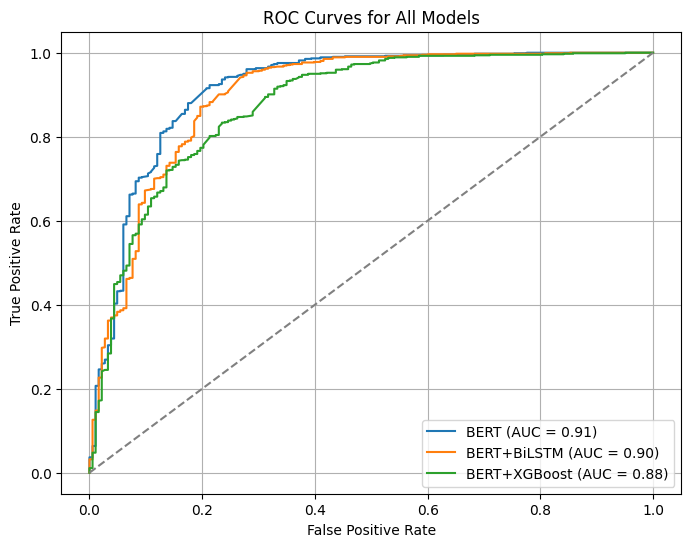 ROC Curves for All Models
True Positive Rate
1.0
0.8
0.6
0.4
0.2
0.0
0.0 0.2 0.4 0.6 0.8 1.0
False Positive Rate
BERT (AUC = 0.91)
BERT+BiLSTM (AUC = 0.90)
BERT+XGBoost (AUC = 0.88)